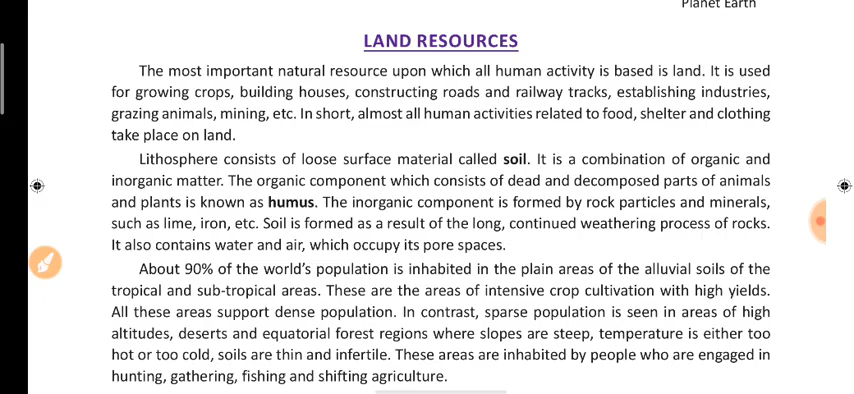 Planet Earth
LAND RESOURCES
The most important natural resource upon which all human activity is based is land. It is used
for growing crops, building houses, constructing roads and railway tracks, establishing industries,
grazing animals, mining, etc. In short, almost all human activities related to food, shelter and clothing
take place on land.
Lithosphere consists of loose surface material called soil. It is a combination of organic and
inorganic matter. The organic component which consists of dead and decomposed parts of animals
and plants is known as humus. The inorganic component is formed by rock particles and minerals,
such as lime, iron, etc. Soil is formed as a result of the long, continued weathering process of rocks.
It also contains water and air, which occupy its pore spaces.
About 90% of the world’s population is inhabited in the plain areas of the alluvial soils of the
tropical and sub-tropical areas. These are the areas of intensive crop cultivation with high yields.
All these areas support dense population. In contrast, sparse population is seen in areas of high
altitudes, deserts and equatorial forest regions where slopes are steep, temperature is either too
hot or too cold, soils are thin and infertile. These areas are inhabited by people who are engaged in
hunting, gathering, fishing and shifting agriculture.